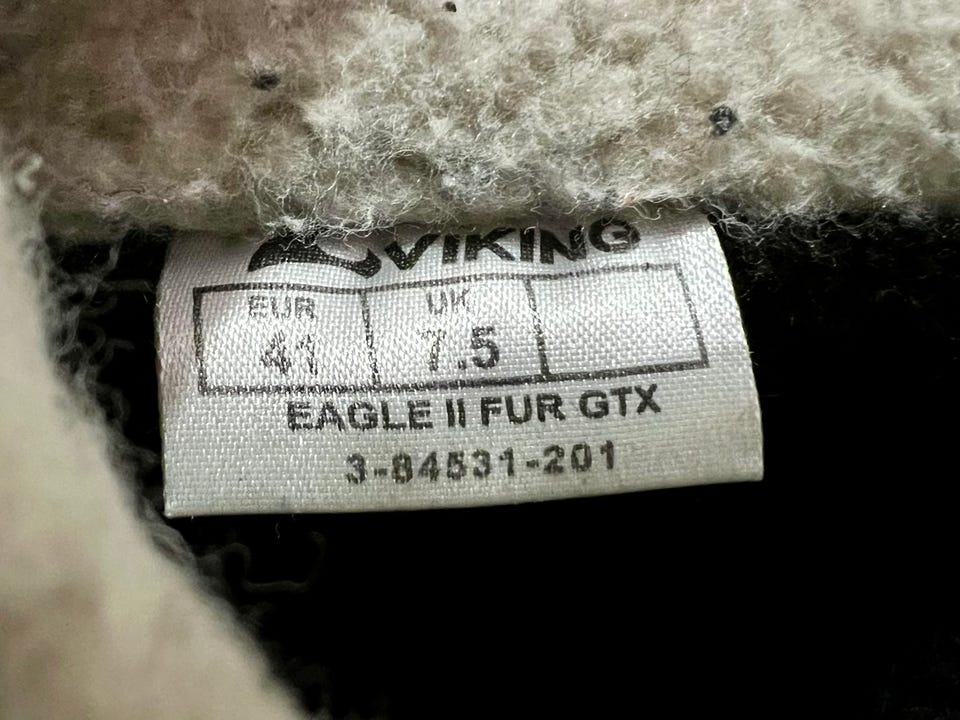 VIKING
EUR UK
41 7.5
EAGLE II FUR GTX
3-84531-201